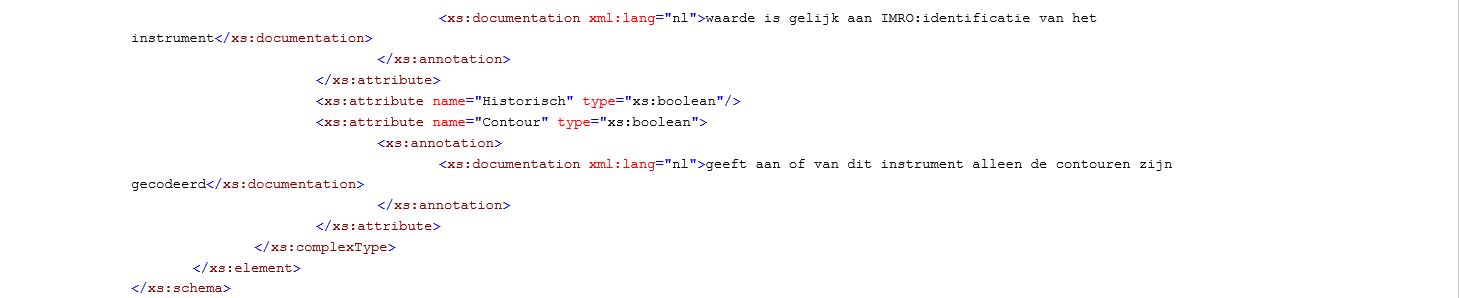 <xs:documentation xml:lang="nl">waarde is gelijk aan IMRO:identificatie van het
instrument</xs:documentation>
</xs:annotation>
</xs:attribute>
<xs:attribute name="Historisch" type="xs:boolean"/>
<xs:attribute name="Contour" type="xs:boolean">
<xs:annotation>
<xs:documentation xml:lang="nl">geeft aan of van dit instrument alleen de contouren zijn
gecodeerd</xs:documentation>
</xs:annotation>
</xs:attribute>
</xs:complexType>
</xs:element>
</xs:schema>